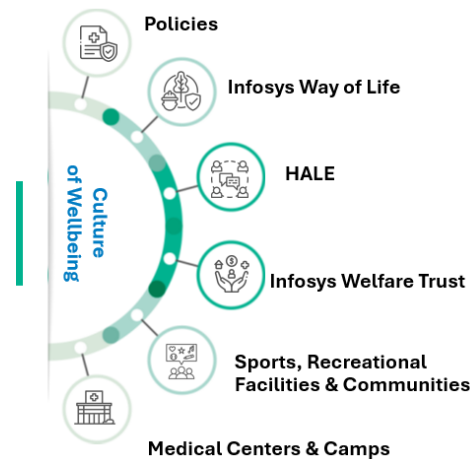 Policies
Infosys Way of Life
HALE
Culture
of Wellbeing
Infosys Welfare Trust
Sports, Recreational
Facilities & Communities
Medical Centers & Camps